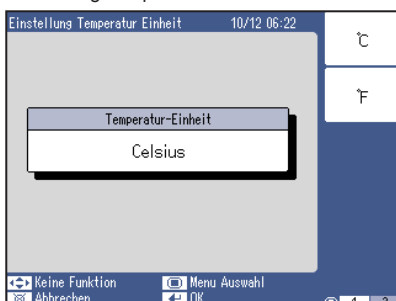 Einstellung Temperatur Einheit 10/12 06:22
°C
°F
Temperatur-Einheit
Celsius
Keine Funktion Menu Auswahl
Abbrechen OK 1 2